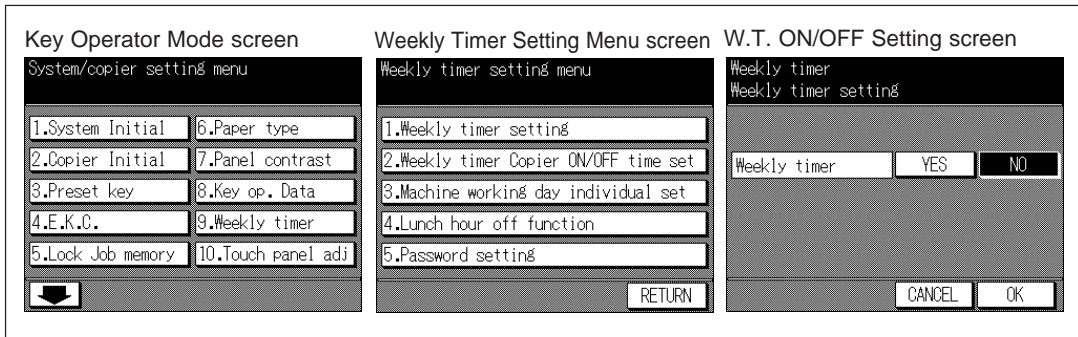 Key Operator Mode screen
System/copier setting menu
1.System Initial
6.Paper type
2.Copier Initial
7.Panel contrast
3.Preset key
8.Key op. Data
4.E.K.C.
9.Weekly timer
5.Lock Job memory
10.Touch panel adj
Weekly Timer Setting Menu screen
Weekly timer setting menu
1.Weekly timer setting
2.Weekly timer Copier ON/OFF time set
3.Machine working day individual set
4.Lunch hour off function
5.Password setting
RETURN
W.T. ON/OFF Setting screen
Weekly timer
Weekly timer setting
Weekly timer YES NO
CANCEL OK